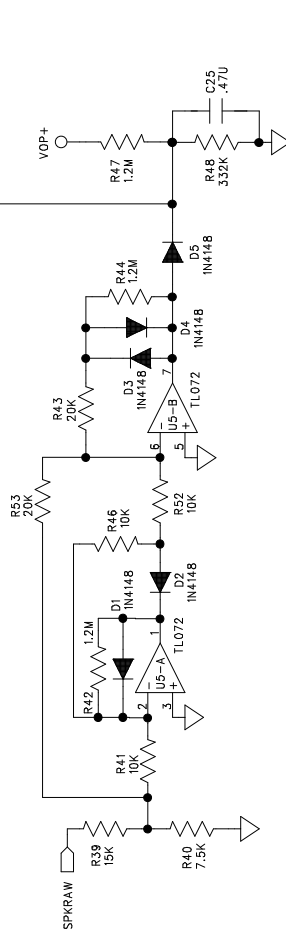 VOP+
R47
1.2M
C25
.47U
R48
332K
R44
1.2M
D5
1N4148
D4
1N4148
D3
1N4148
R43
20K
7
U5-B
TL072
6
5
−
+
R53
20K
R52
10K
R46
10K
D2
1N4148
D1
1N4148
1.2M
R42
1
U5-A
TL072
2
3
−
+
R41
10K
SPKRAW
R39
15K
R40
7.5K